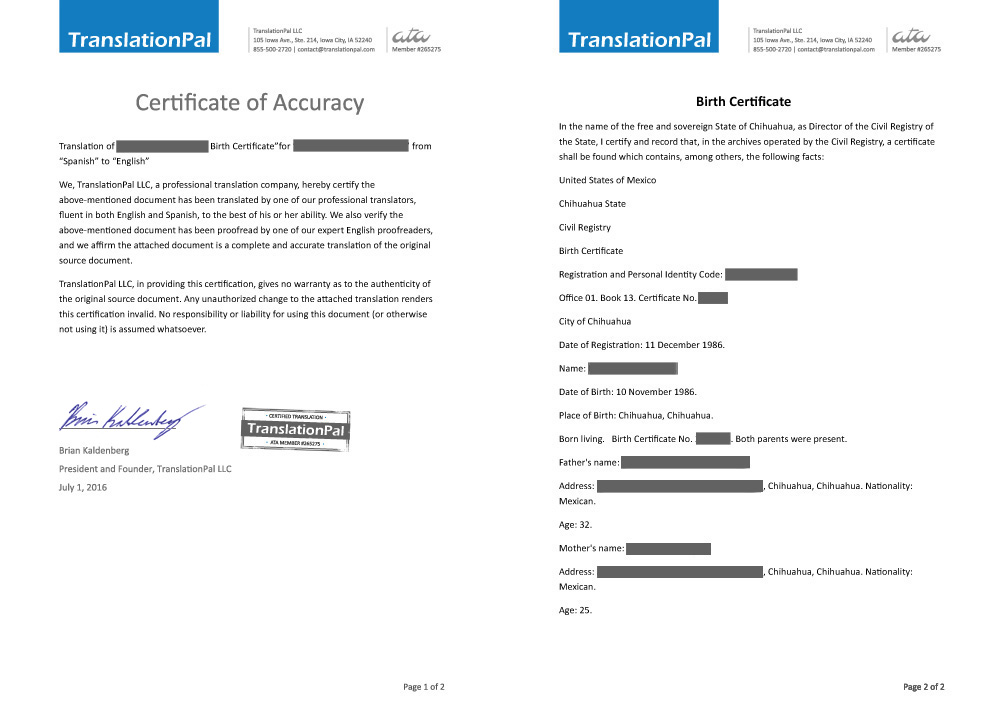 TranslationPal
TranslationPal LLC
105 Iowa Ave., Ste. 214, Iowa City, IA 52240
855-500-2720 | contact@translationpal.com
ata
Member #265275
Certificate of Accuracy
Translation of Birth Certificate” for from
“Spanish” to “English”
We, TranslationPal LLC, a professional translation company, hereby certify the
above-mentioned document has been translated by one of our professional translators,
fluent in both English and Spanish, to the best of his or her ability. We also verify the
above-mentioned document has been proofread by one of our expert English proofreaders,
and we affirm the attached document is a complete and accurate translation of the original
source document.
TranslationPal LLC, in providing this certification, gives no warranty as to the authenticity of
the original source document. Any unauthorized change to the attached translation renders
this certification invalid. No responsibility or liability for using this document (or otherwise
not using it) is assumed whatsoever.
Brian Kaldenberg
· CERTIFIED TRANSLATION ·
TranslationPal
· ATA MEMBER #265275 ·
Brian Kaldenberg
President and Founder, TranslationPal LLC
July 1, 2016
Page 1 of 2
TranslationPal
TranslationPal LLC
105 Iowa Ave., Ste. 214, Iowa City, IA 52240
855-500-2720 | contact@translationpal.com
ata
Member #265275
Birth Certificate
In the name of the free and sovereign State of Chihuahua, as Director of the Civil Registry of
the State, I certify and record that, in the archives operated by the Civil Registry, a certificate
shall be found which contains, among others, the following facts:
United States of Mexico
Chihuahua State
Civil Registry
Birth Certificate
Registration and Personal Identity Code:
Office 01. Book 13. Certificate No.
City of Chihuahua
Date of Registration: 11 December 1986.
Name:
Date of Birth: 10 November 1986.
Place of Birth: Chihuahua, Chihuahua.
Born living. Birth Certificate No. . Both parents were present.
Father's name:
Address: , Chihuahua, Chihuahua. Nationality:
Mexican.
Age: 32.
Mother's name:
Address: , Chihuahua, Chihuahua. Nationality:
Mexican.
Age: 25.
Page 2 of 2